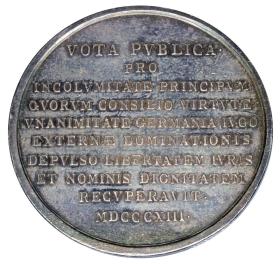 VOTA PVBLICA·
PRO
INCOLVMITATE PRINCIPVM·
QVORVM CONSILIO VIRTVTE
VNANIMITATE GERMANIA IVGO
EXTERNÆ DOMINATIONIS
DEPVLSO LIBERTATEM IVRIS
ET NOMINIS DIGNITATEM
RECVPERAVIT·
MDCCCXIII·